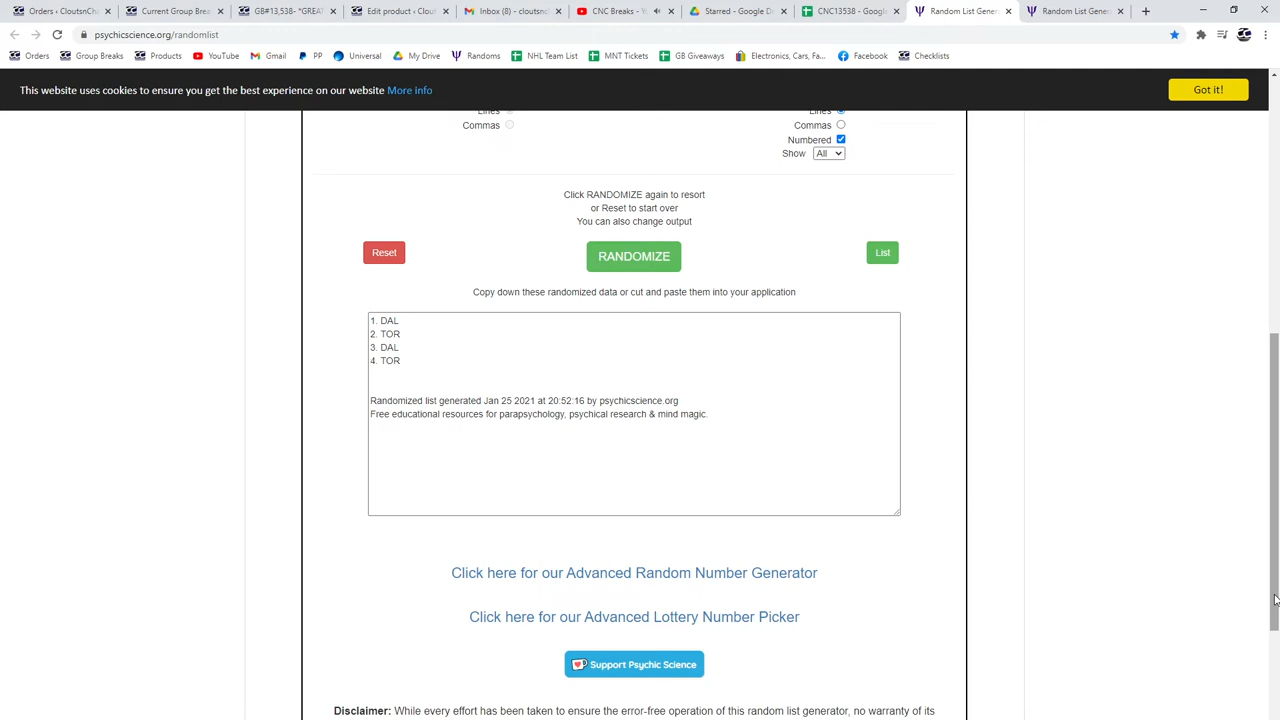 Orders ‹ CloutsnCh
Current Group Brea
GB#13,538- "GREAT
Edit product ‹ Clou
Inbox (8) - cloutsnc
CNC Breaks -
Starred - Google D
CNC13538 - Google
Random List Gener
Random List Gener
psychicscience.org/randomlist
Orders
Group Breaks
Products
YouTube
Gmail
PP
Universal
My Drive
Randoms
NHL Team List
MNT Tickets
GB Giveaways
Electronics, Cars, Fa...
Facebook
Checklists
This website uses cookies to ensure you get the best experience on our website More info
Got it!
Lines
Lines
Commas
Commas
Numbered
Show All
Click RANDOMIZE again to resort
or Reset to start over
You can also change output
Reset
RANDOMIZE
List
Copy down these randomized data or cut and paste them into your application
1. DAL
2. TOR
3. DAL
4. TOR
Randomized list generated Jan 25 2021 at 20:52:16 by psychicscience.org
Free educational resources for parapsychology, psychical research & mind magic.
Click here for our Advanced Random Number Generator
Click here for our Advanced Lottery Number Picker
Support Psychic Science
Disclaimer: While every effort has been taken to ensure the error-free operation of this random list generator, no warranty of its